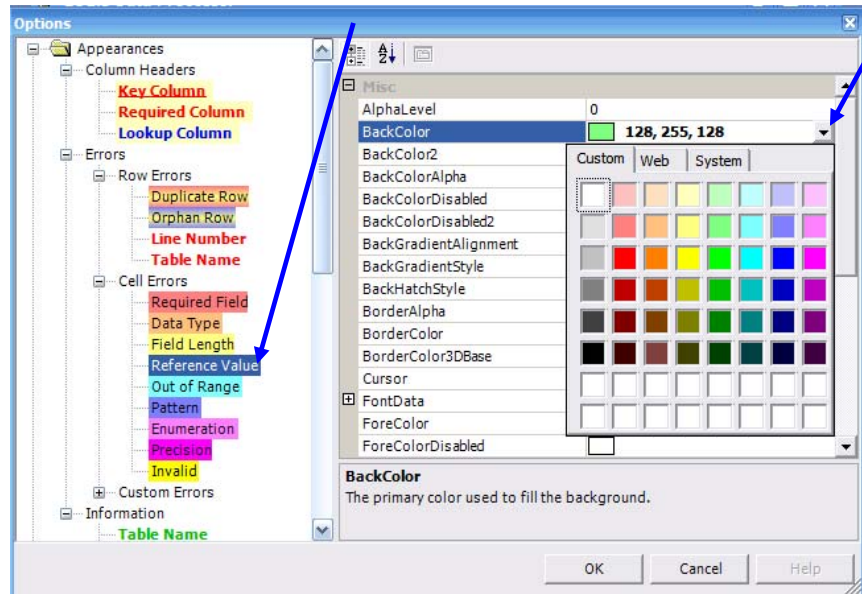 Options
Appearances
Column Headers
Key Column
Required Column
Lookup Column
Errors
Row Errors
Duplicate Row
Orphan Row
Line Number
Table Name
Cell Errors
Required Field
Data Type
Field Length
Reference Value
Out of Range
Pattern
Enumeration
Precision
Invalid
Custom Errors
Information
Table Name
Misc
AlphaLevel 0
BackColor 128, 255, 128
BackColor2
BackColorAlpha
BackColorDisabled
BackColorDisabled2
BackGradientAlignment
BackGradientStyle
BackHatchStyle
BorderAlpha
BorderColor
BorderColor3DBase
Cursor
FontData
ForeColor
ForeColorDisabled
Custom Web System
BackColor
The primary color used to fill the background.
OK Cancel Help